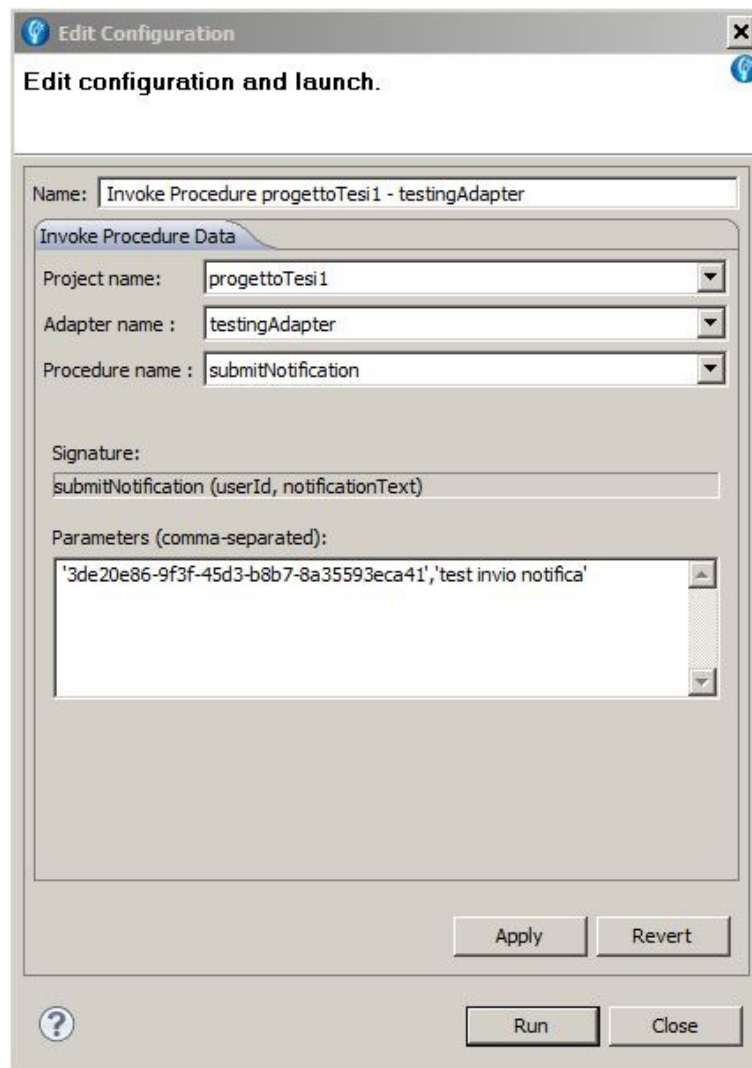 Edit Configuration
Edit configuration and launch.
Name: Invoke Procedure progettoTesi1 - testingAdapter
Invoke Procedure Data
Project name: progettoTesi1
Adapter name : testingAdapter
Procedure name : submitNotification
Signature:
submitNotification (userId, notificationText)
Parameters (comma-separated):
'3de20e86-9f3f-45d3-b8b7-8a35593eca41','test invio notifica'
Apply Revert
? Run Close